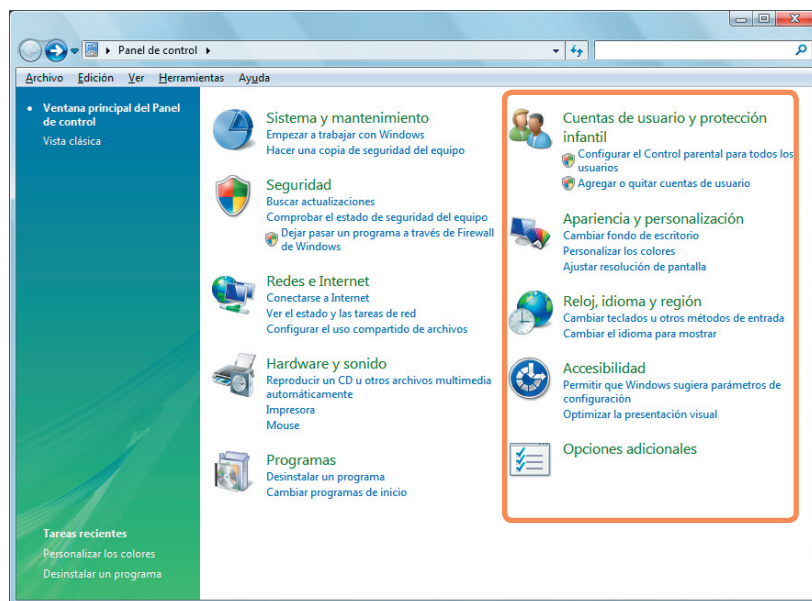 Panel de control
Archivo Edición Ver Herramientas Ayuda
Ventana principal del Panel
de control
Vista clásica
Sistema y mantenimiento
Empezar a trabajar con Windows
Hacer una copia de seguridad del equipo
Seguridad
Buscar actualizaciones
Comprobar el estado de seguridad del equipo
Dejar pasar un programa a través de Firewall
de Windows
Redes e Internet
Conectarse a Internet
Ver el estado y las tareas de red
Configurar el uso compartido de archivos
Hardware y sonido
Reproducir un CD u otros archivos multimedia
automáticamente
Impresora
Mouse
Programas
Desinstalar un programa
Cambiar programas de inicio
Cuentas de usuario y protección
infantil
Configurar el Control parental para todos los
usuarios
Agregar o quitar cuentas de usuario
Apariencia y personalización
Cambiar fondo de escritorio
Personalizar los colores
Ajustar resolución de pantalla
Reloj, idioma y región
Cambiar teclados u otros métodos de entrada
Cambiar el idioma para mostrar
Accesibilidad
Permitir que Windows sugiera parámetros de
configuración
Optimizar la presentación visual
Opciones adicionales
Tareas recientes
Personalizar los colores
Desinstalar un programa